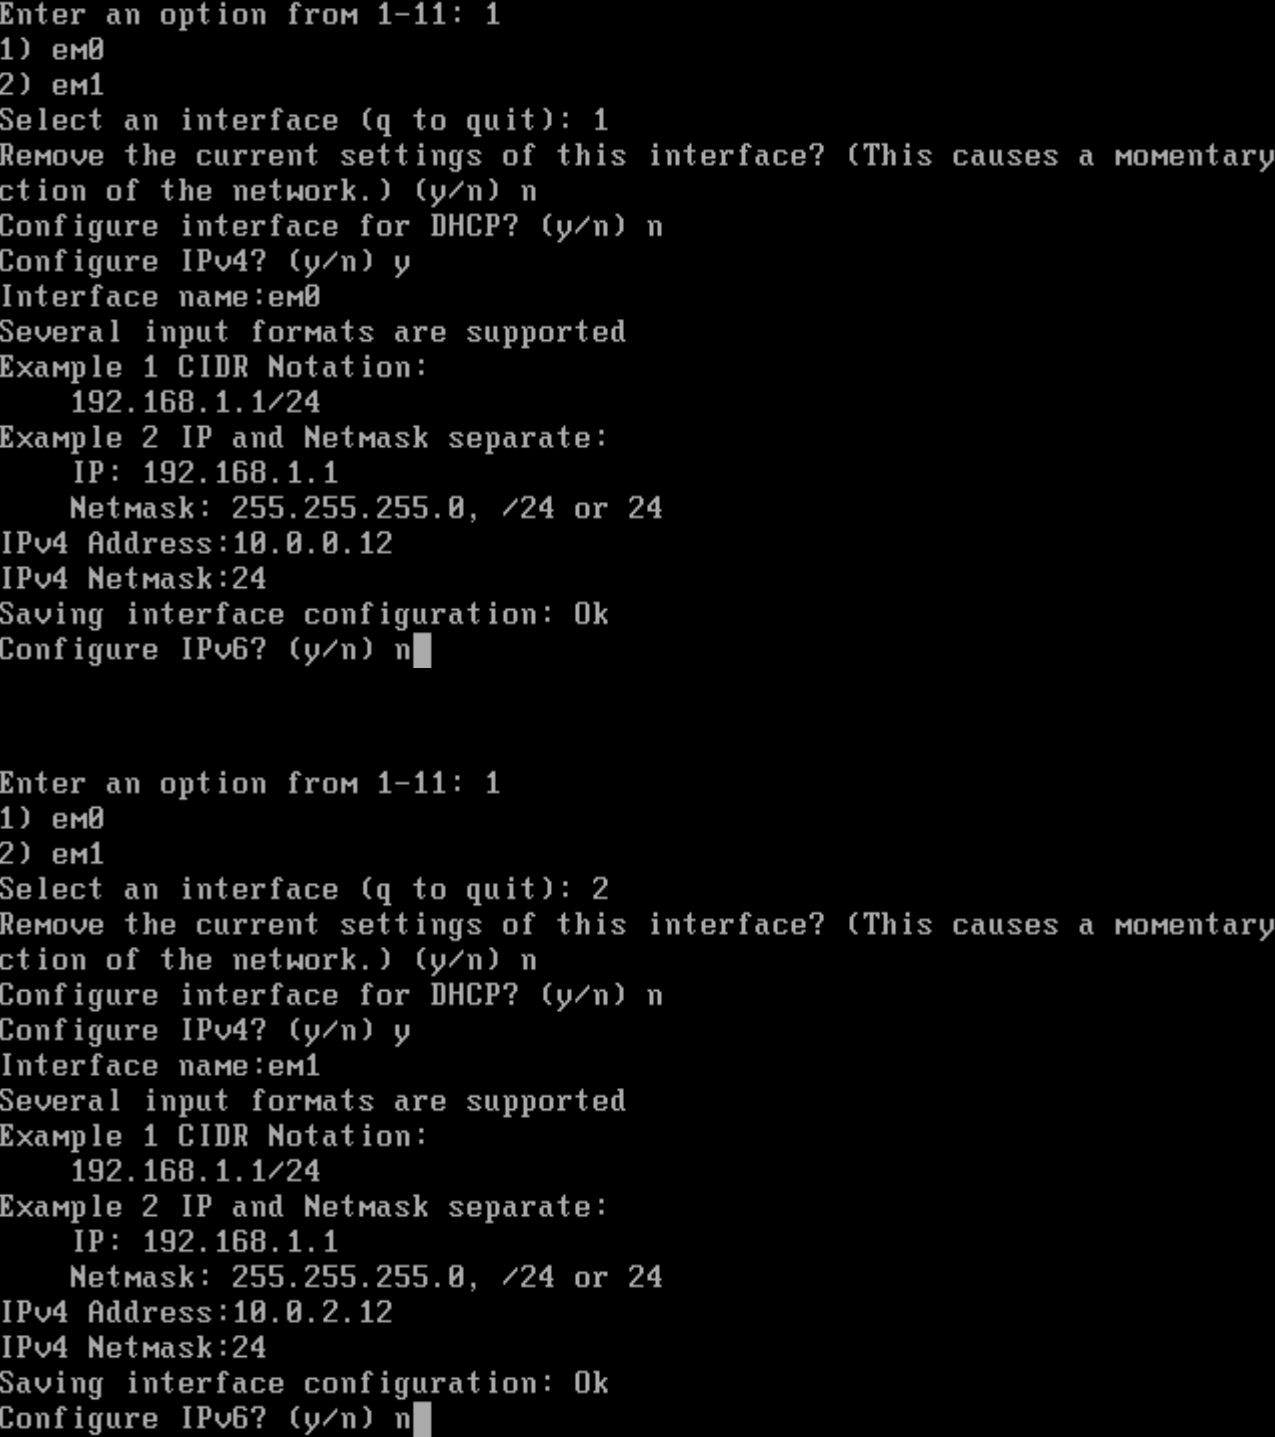 Enter an option from 1-11: 1
1) em0
2) em1
Select an interface (q to quit): 1
Remove the current settings of this interface? (This causes a momentary
ction of the network.) (y/n) n
Configure interface for DHCP? (y/n) n
Configure IPv4? (y/n) y
Interface name:em0
Several input formats are supported
Example 1 CIDR Notation:
    192.168.1.1/24
Example 2 IP and Netmask separate:
    IP: 192.168.1.1
    Netmask: 255.255.255.0, /24 or 24
IPv4 Address:10.0.0.12
IPv4 Netmask:24
Saving interface configuration: Ok
Configure IPv6? (y/n) n
Enter an option from 1-11: 1
1) em0
2) em1
Select an interface (q to quit): 2
Remove the current settings of this interface? (This causes a momentary
ction of the network.) (y/n) n
Configure interface for DHCP? (y/n) n
Configure IPv4? (y/n) y
Interface name:em1
Several input formats are supported
Example 1 CIDR Notation:
    192.168.1.1/24
Example 2 IP and Netmask separate:
    IP: 192.168.1.1
    Netmask: 255.255.255.0, /24 or 24
IPv4 Address:10.0.2.12
IPv4 Netmask:24
Saving interface configuration: Ok
Configure IPv6? (y/n) n